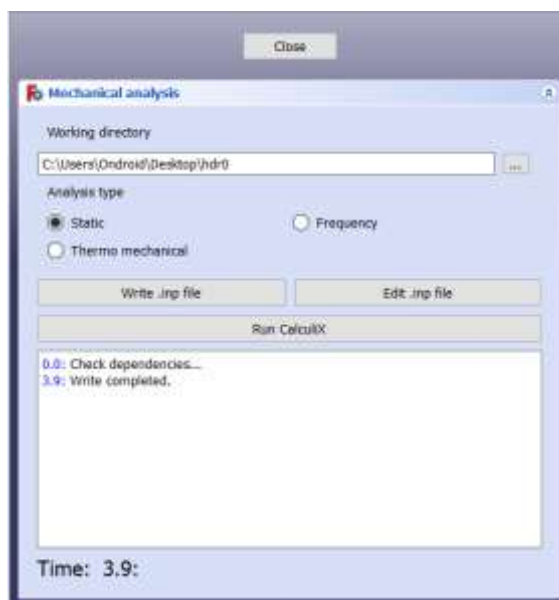 Close
Mechanical analysis
Working directory
C:\Users\Ondroid\Desktop\hdr0
...
Analysis type
Static
Frequency
Thermo mechanical
Write .inp file
Edit .inp file
Run CalculiX
0.0: Check dependencies...
3.9: Write completed.
Time: 3.9: